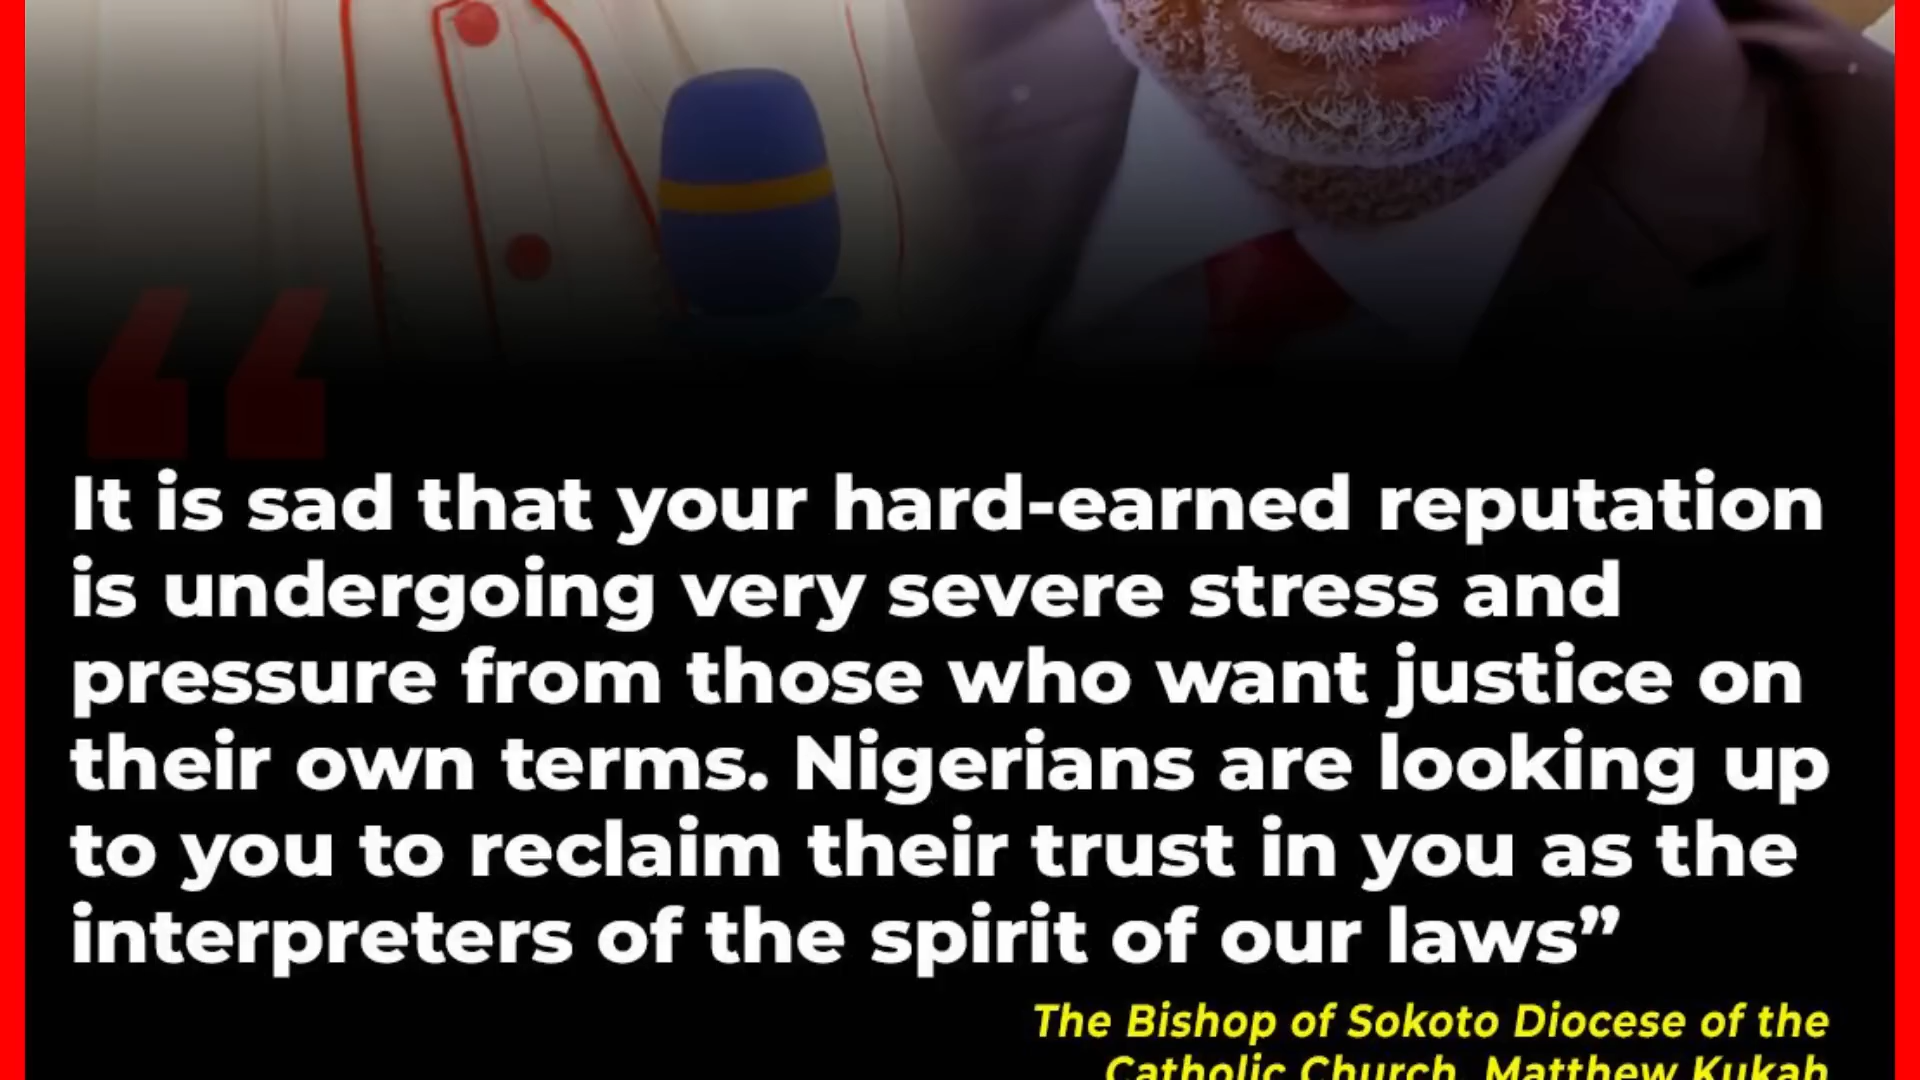 “
It is sad that your hard-earned reputation
is undergoing very severe stress and
pressure from those who want justice on
their own terms. Nigerians are looking up
to you to reclaim their trust in you as the
interpreters of the spirit of our laws”
The Bishop of Sokoto Diocese of the
Catholic Church, Matthew Kukah